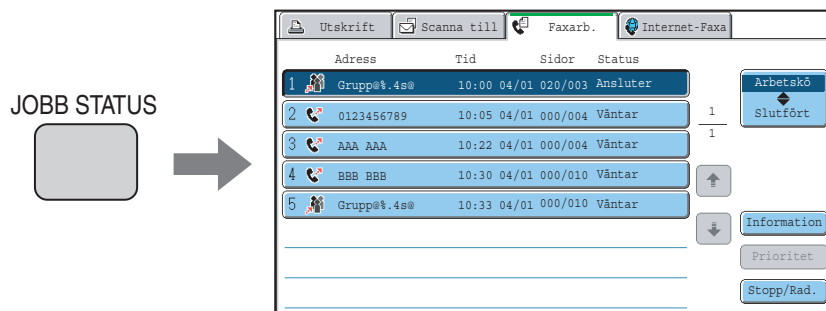 JOBB STATUS
Utskrift Scanna till Faxarb. Internet-Faxa
Adress Tid Sidor Status
1 Grupp@%.4s@ 10:00 04/01 020/003 Ansluter
2 0123456789 10:05 04/01 000/004 Väntar
3 AAA AAA 10:22 04/01 000/004 Väntar
4 BBB BBB 10:30 04/01 000/010 Väntar
5 Grupp@%.4s@ 10:33 04/01 000/010 Väntar
1
1
Arbetskö
Slutfört
Information
Prioritet
Stopp/Rad.